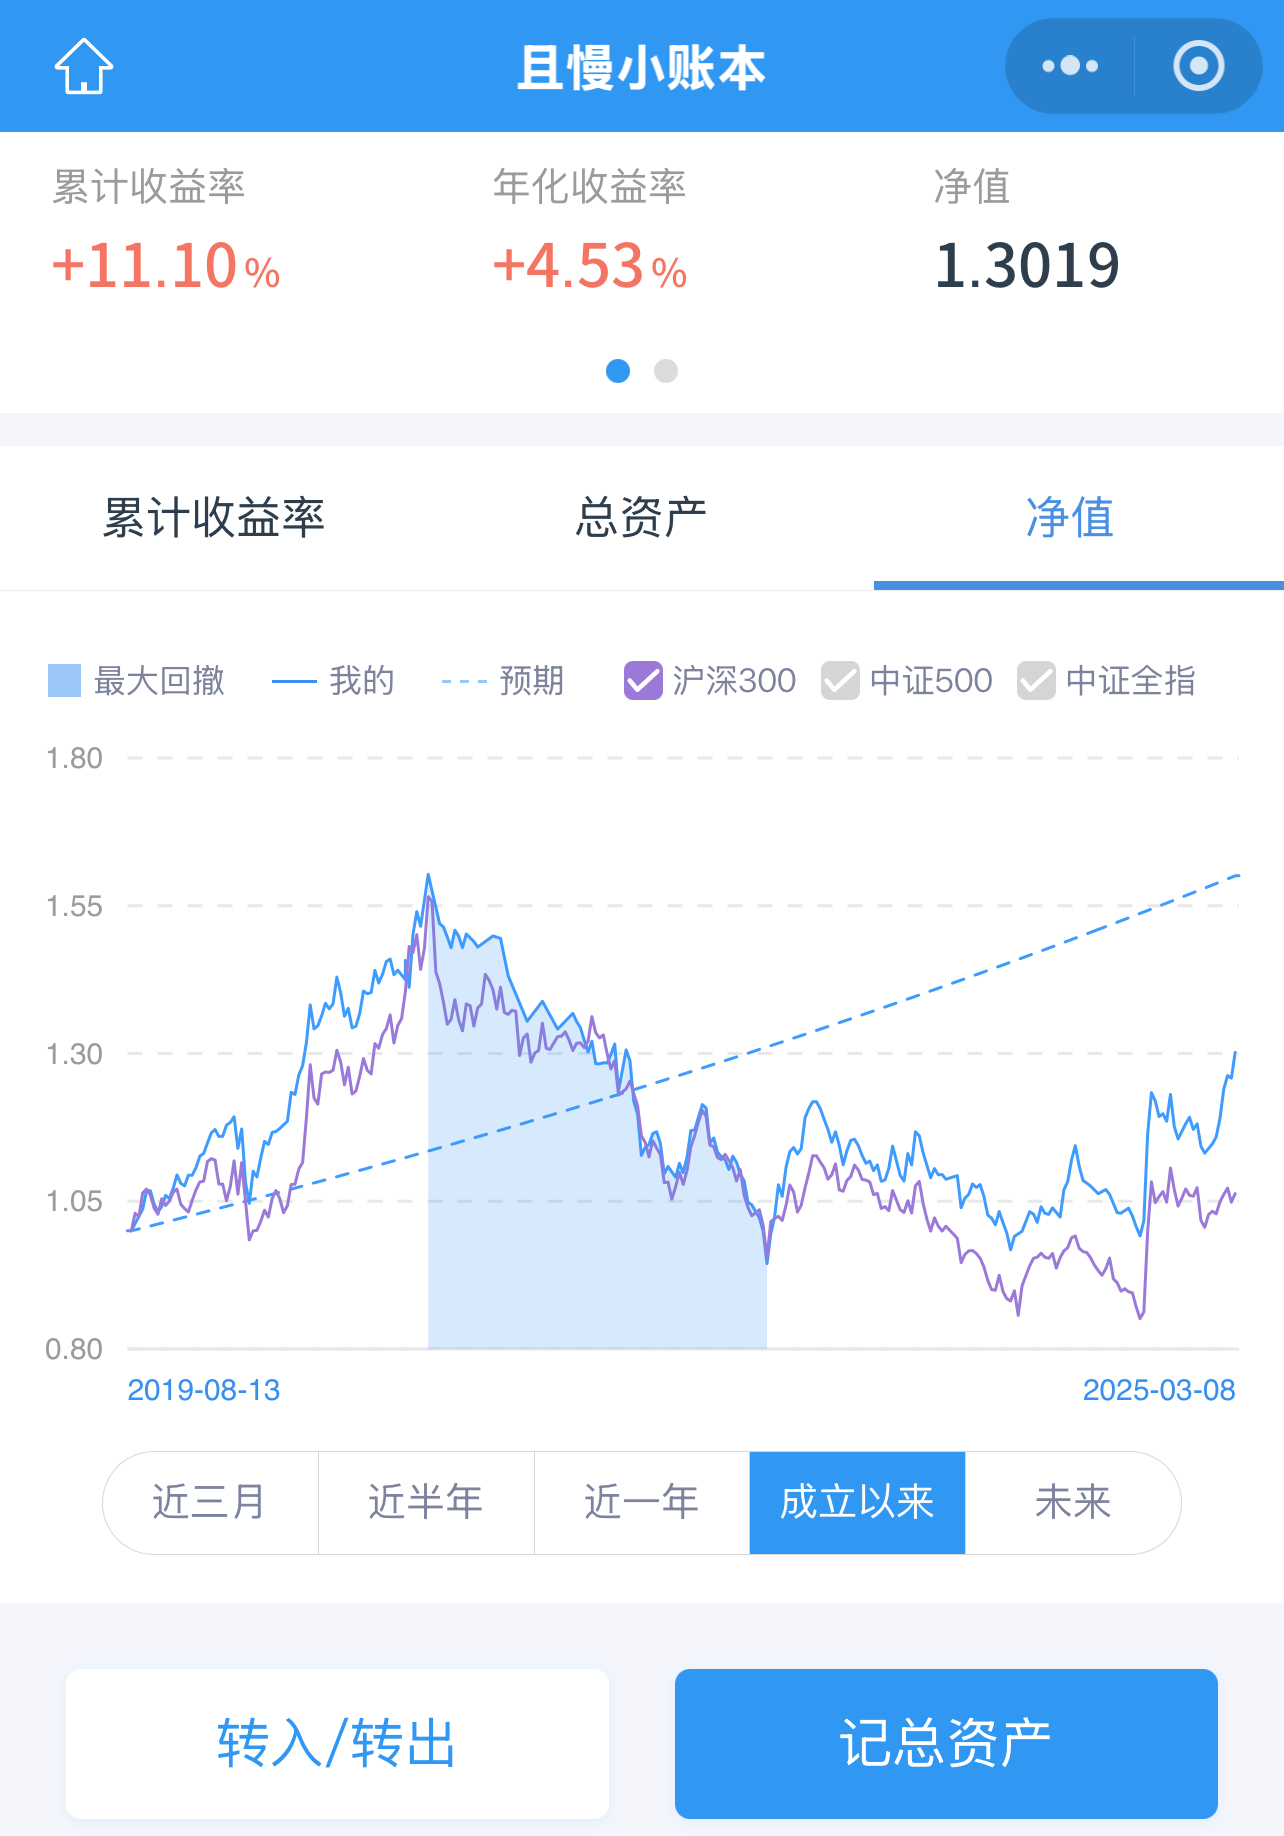 且慢小账本
累计收益率 年化收益率 净值
+11.10% +4.53% 1.3019
累计收益率 总资产 净值
最大回撤 我的 预期 沪深300 中证500 中证全指
1.80
1.55
1.30
1.05
0.80
2019-08-13 2025-03-08
近三月 近半年 近一年 成立以来 未来
转入/转出 记总资产